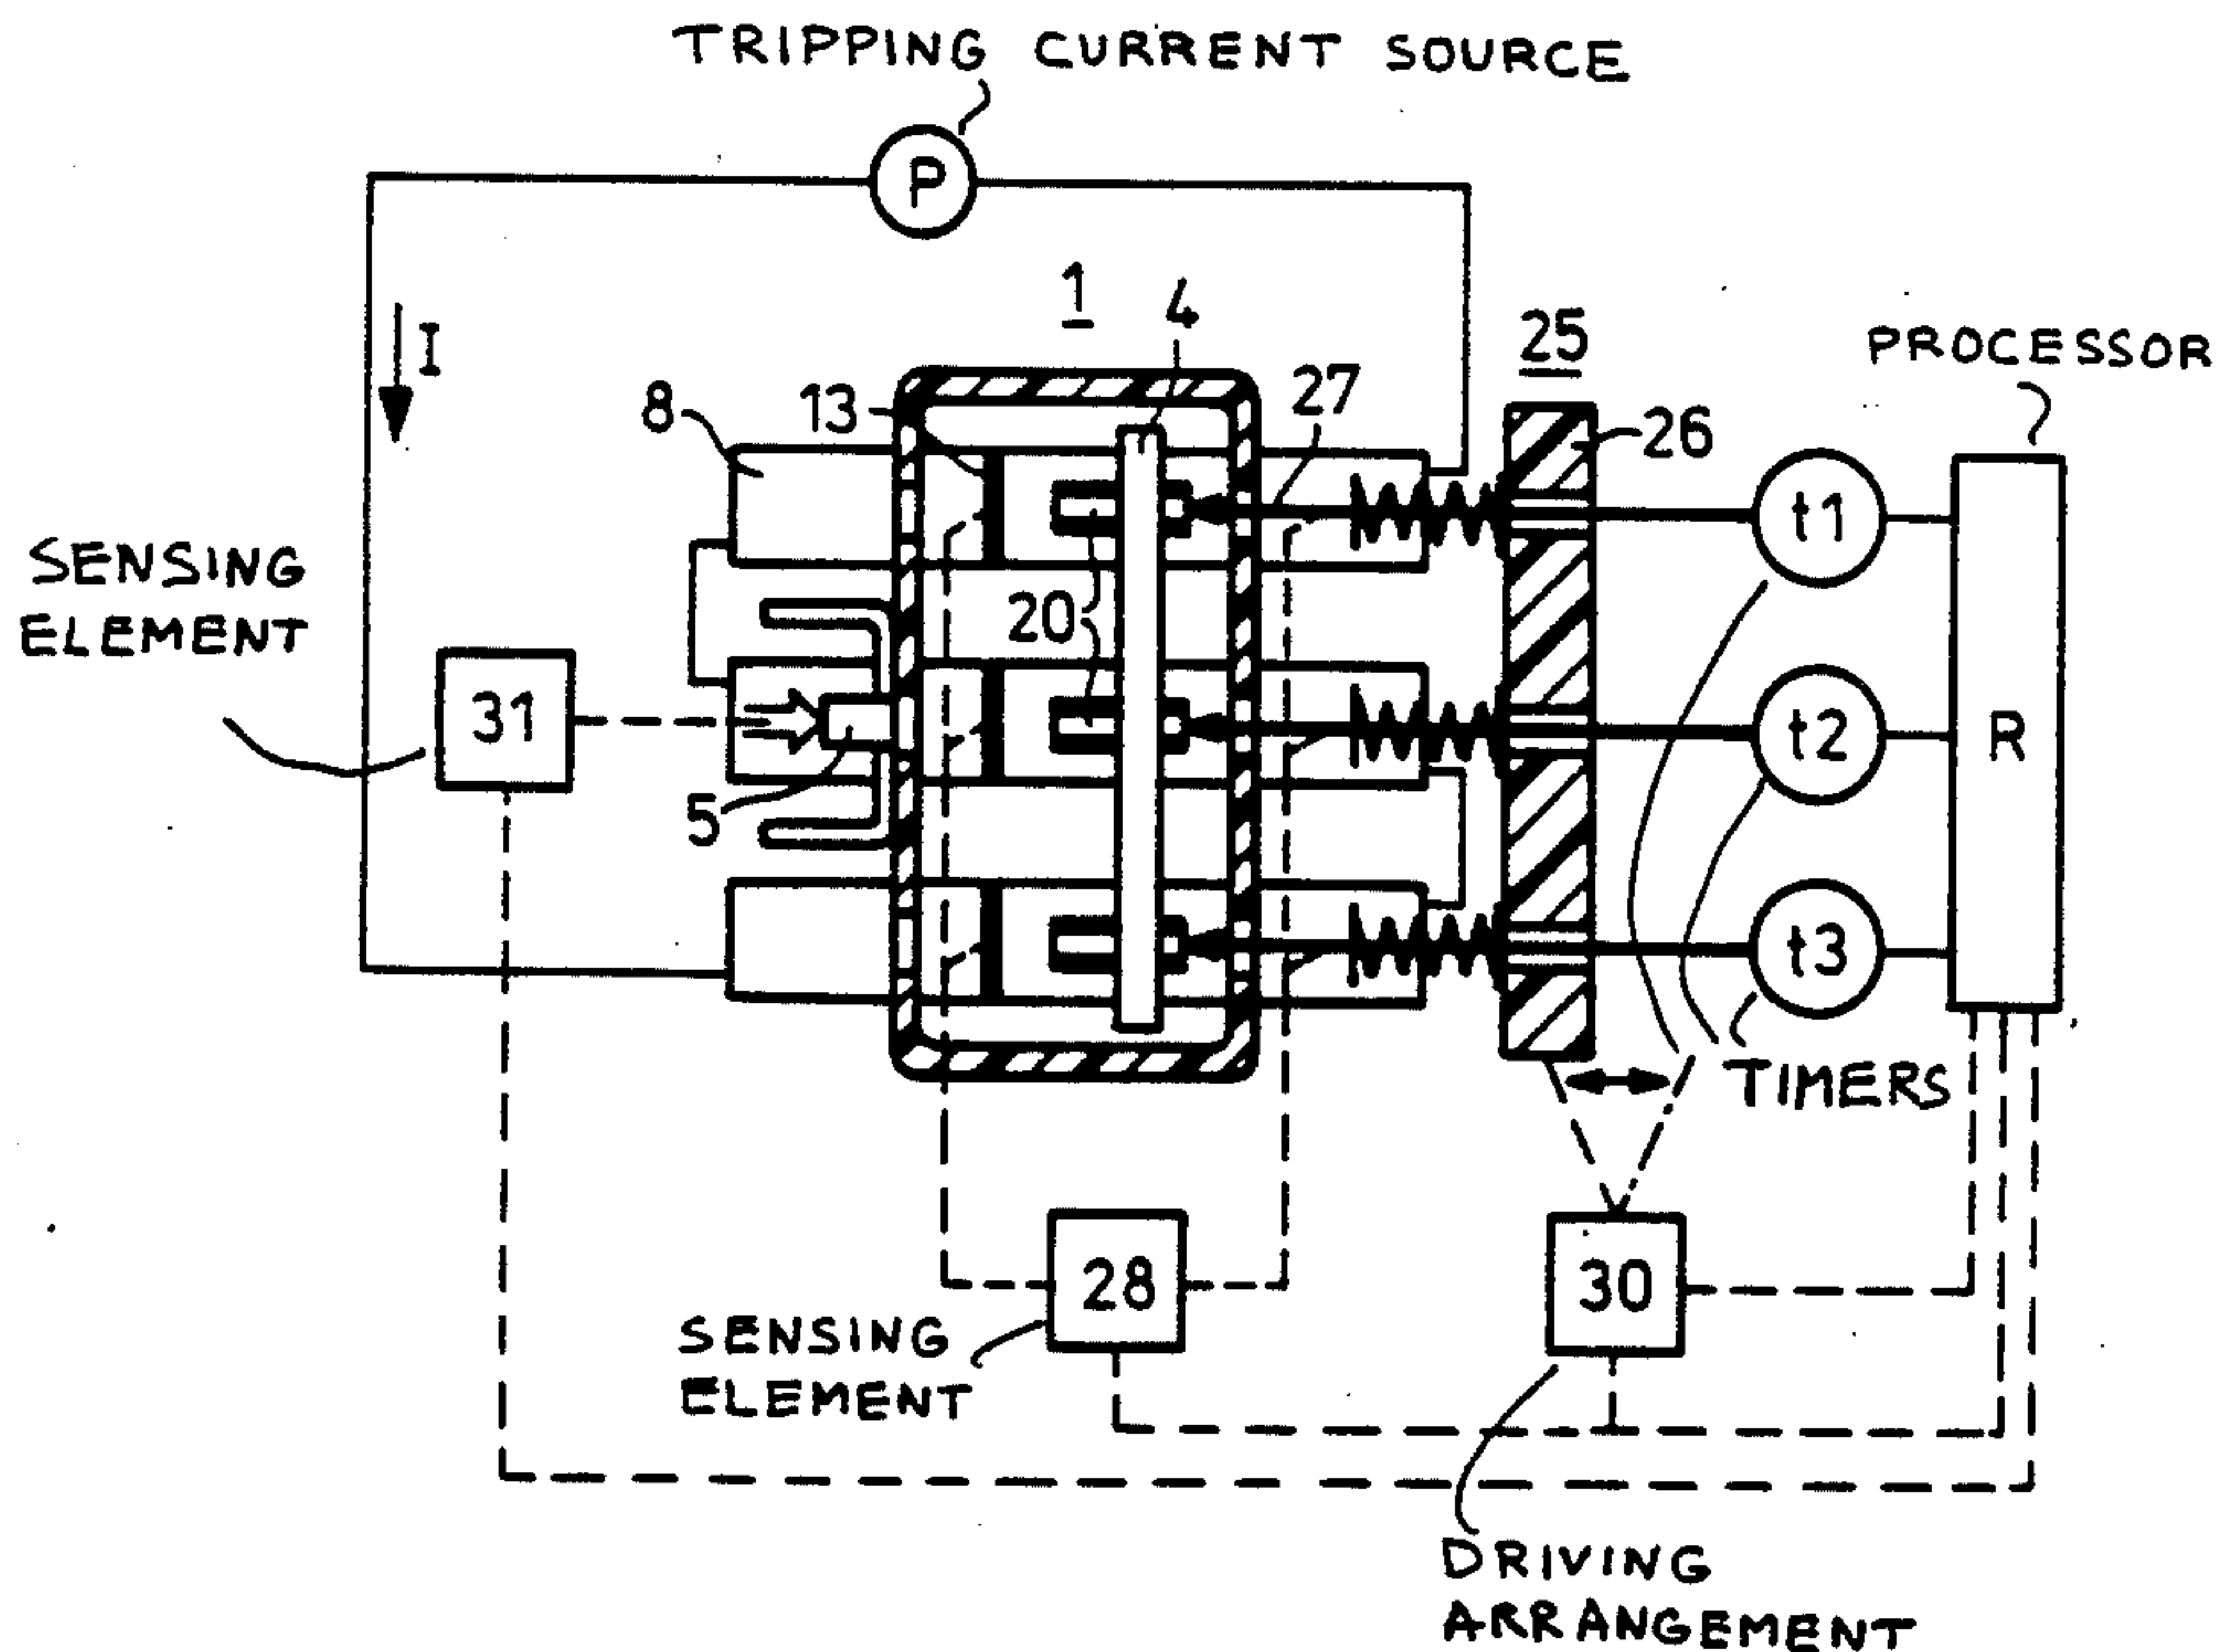 TRIPPING CURRENT SOURCE
P
I
1
4
25
PROCESSOR
8
13
27
26
t1
SENSING
ELEMENT
20
31
t2
R
5
t3
TIMERS
28
30
SENSING
ELEMENT
DRIVING
ARRANGEMENT